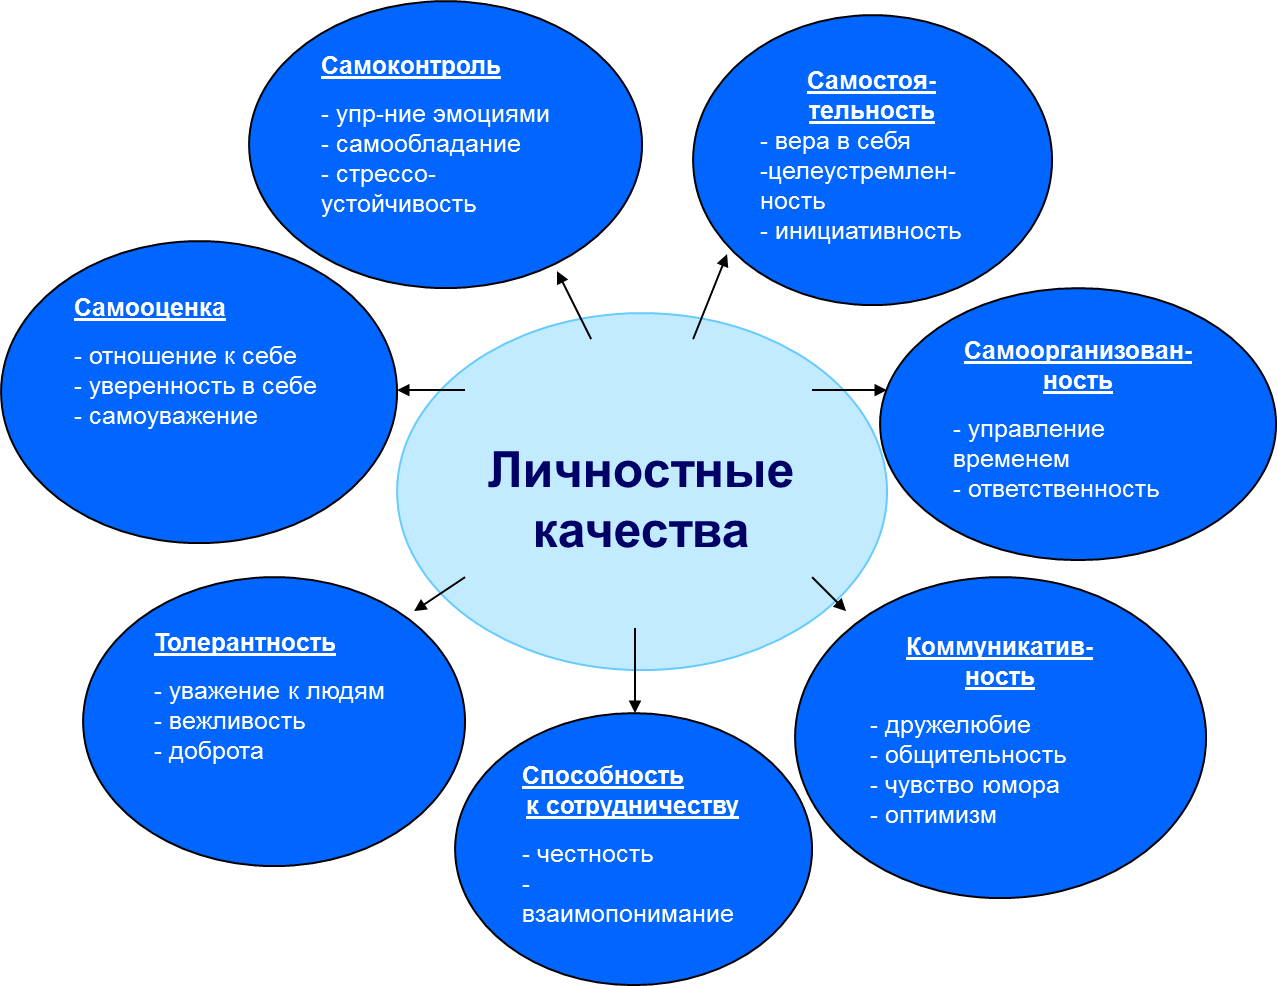 Самоконтроль
- упр-ние эмоциями
- самообладание
- стрессо-
устойчивость
Самостоя-
тельность
- вера в себя
-целеустремлен-
ность
- инициативность
Самооценка
- отношение к себе
- уверенность в себе
- самоуважение
Самоорганизован-
ность
- управление
временем
- ответственность
Личностные
качества
Толерантность
- уважение к людям
- вежливость
- доброта
Коммуникатив-
ность
- дружелюбие
- общительность
- чувство юмора
- оптимизм
Способность
к сотрудничеству
- честность
-
взаимопонимание